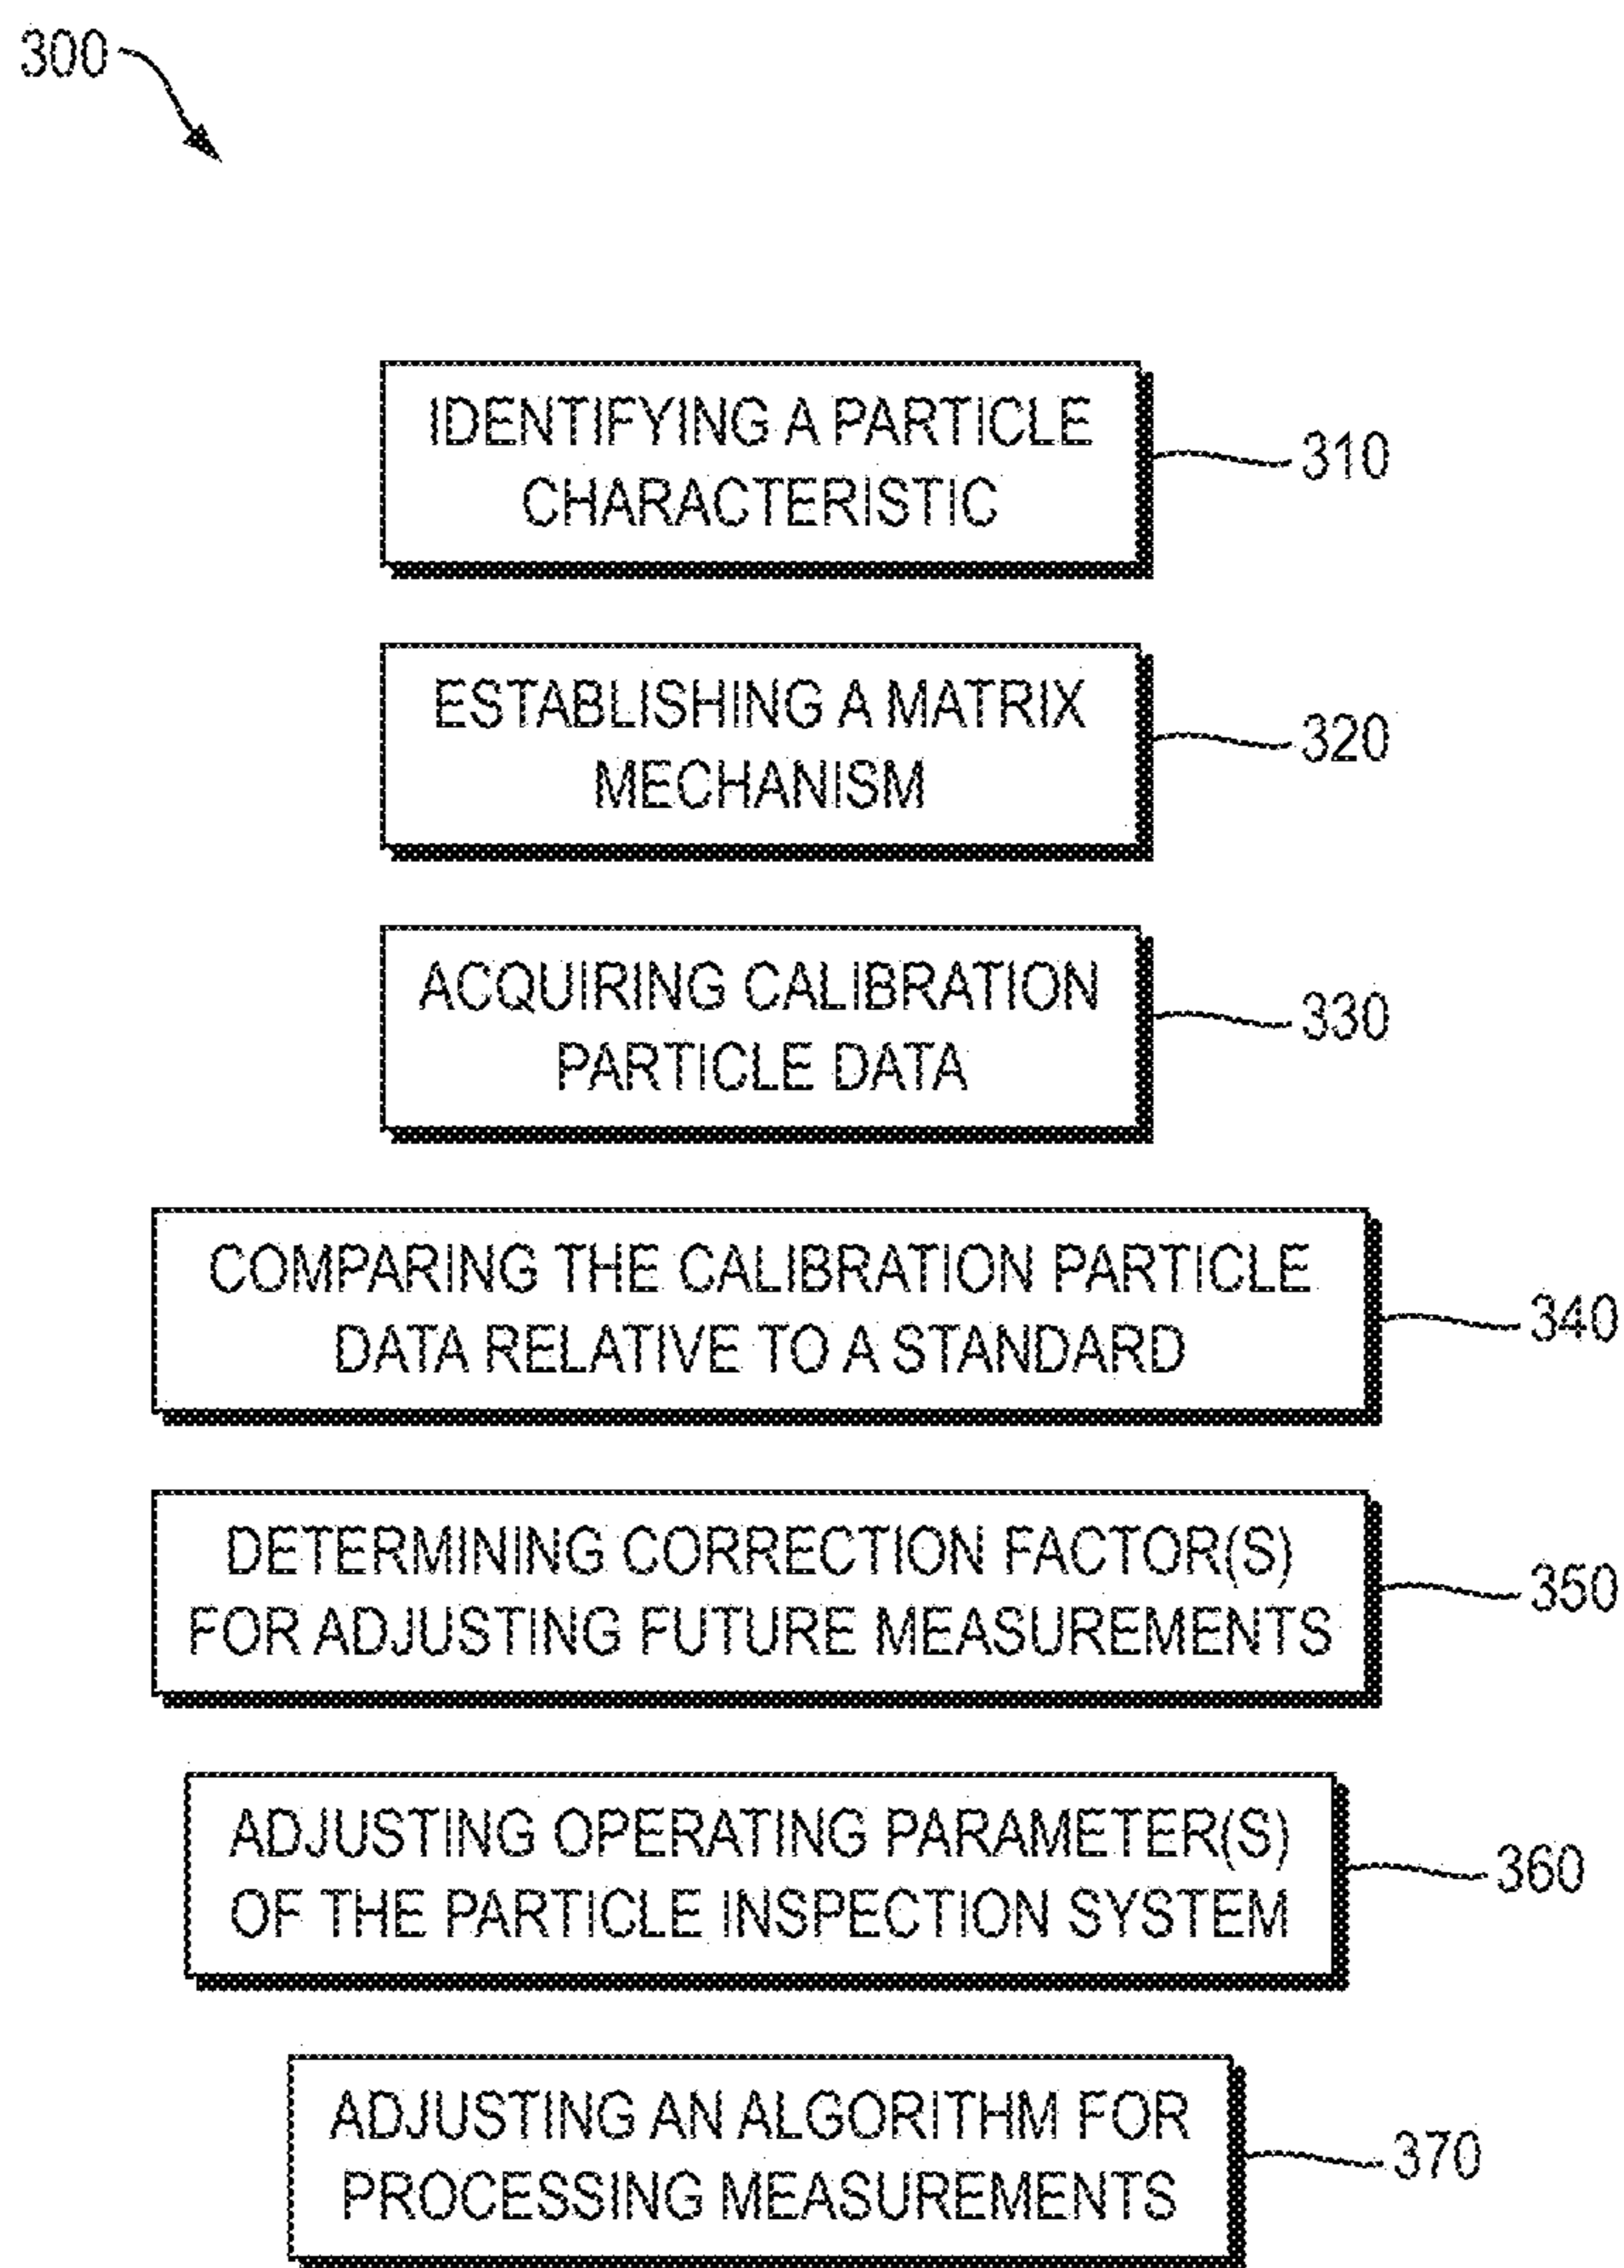 300
IDENTIFYING A PARTICLE
CHARACTERISTIC
310
ESTABLISHING A MATRIX
MECHANISM
320
ACQUIRING CALIBRATION
PARTICLE DATA
330
COMPARING THE CALIBRATION PARTICLE
DATA RELATIVE TO A STANDARD
340
DETERMINING CORRECTION FACTOR(S)
FOR ADJUSTING FUTURE MEASUREMENTS
350
ADJUSTING OPERATING PARAMETER(S)
OF THE PARTICLE INSPECTION SYSTEM
360
ADJUSTING AN ALGORITHM FOR
PROCESSING MEASUREMENTS
370